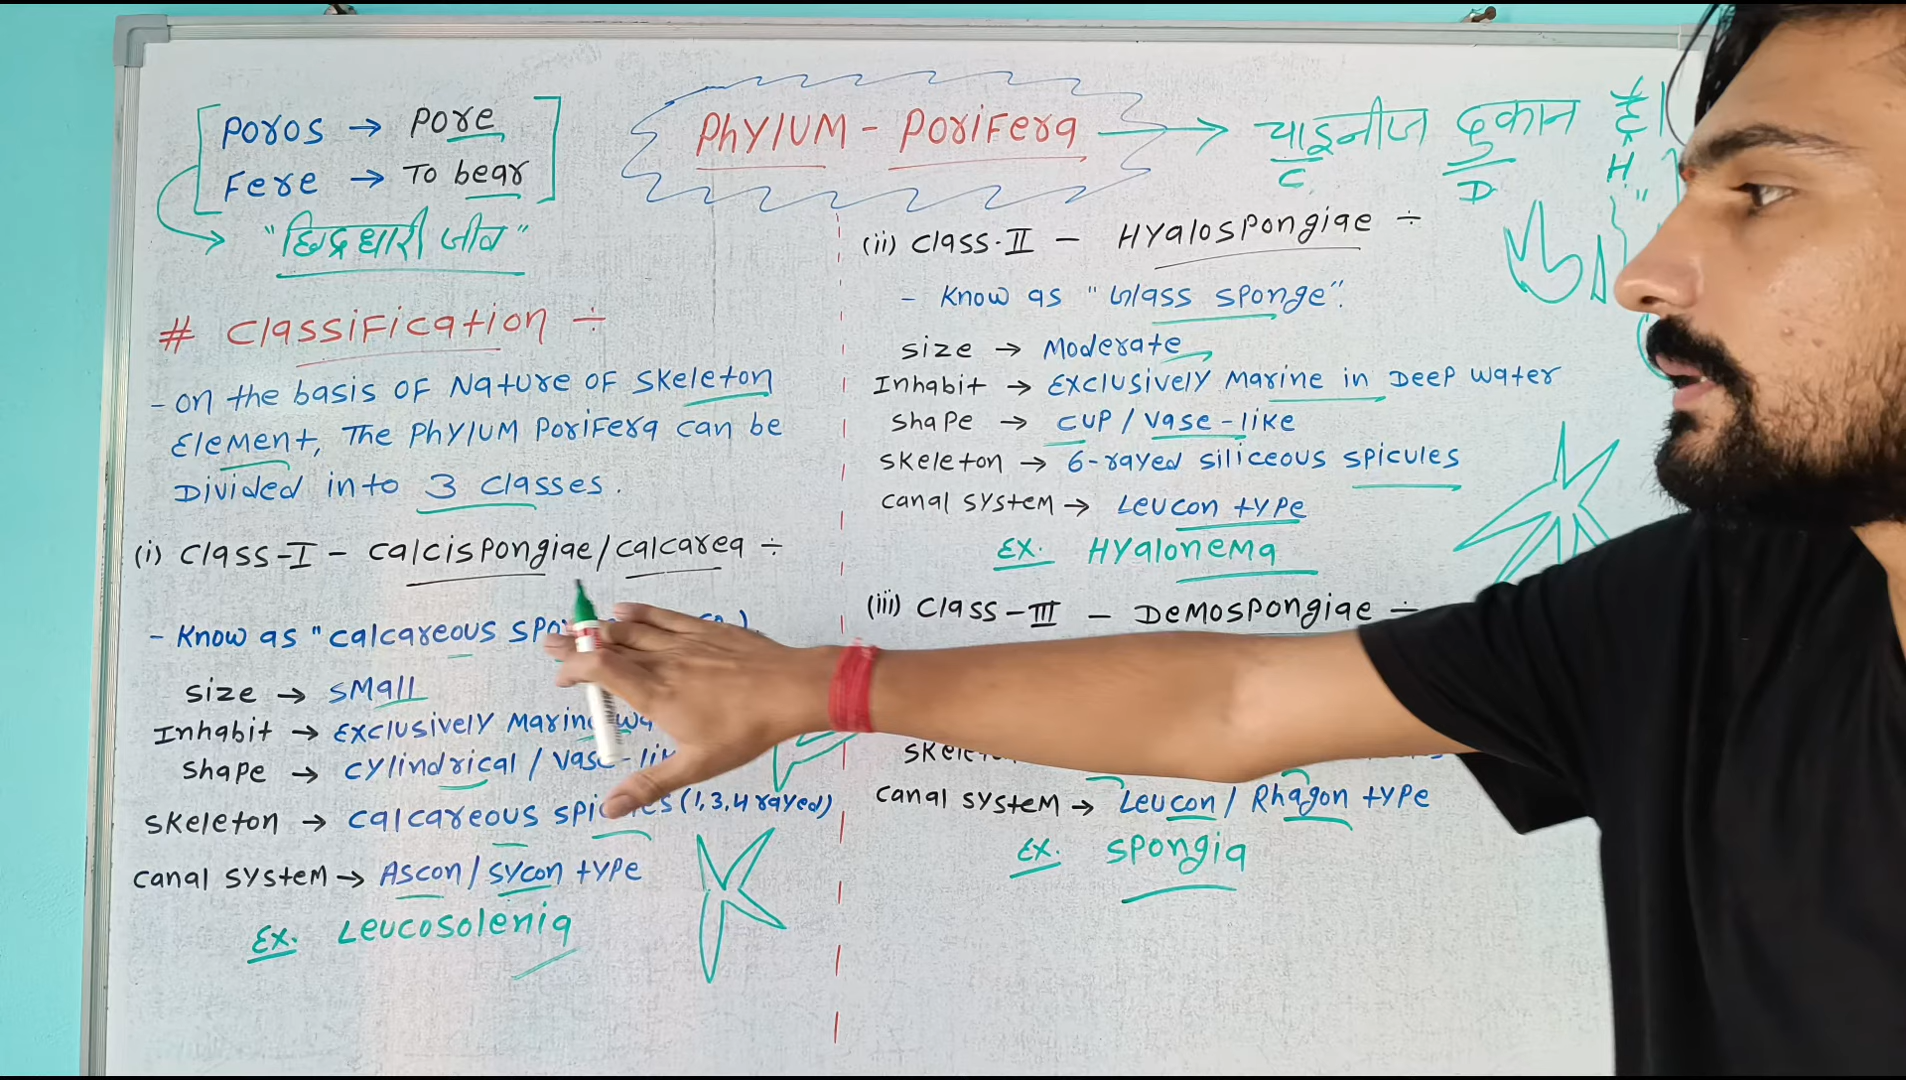 Poros → Pore
Fere → To bear
"छिद्रधारी जीव"
Phylum - Porifera → चाइनीज दुकान है।
C D H
# Classification ÷
- on the basis of Nature of Skeleton
Element, The Phylum Porifera can be
Divided into 3 classes.
(i) Class-I - Calcispongiae/Calcarea ÷
- Know as "Calcareous
Size → Small
Inhabit → Exclusively Marine
Shape → Cylindrical / Vase-
Skeleton → Calcareous (1,3,4 rayed)
Canal System → Ascon/Sycon type
Ex. Leucosolenia
(ii) Class-II - Hyalospongiae ÷
- Know as "Glass Sponge".
Size → Moderate
Inhabit → Exclusively Marine in Deep Water
Shape → Cup / Vase-like
Skeleton → 6-rayed siliceous spicules
Canal System → Leucon type
Ex. Hyalonema
(iii) Class-III - Demospongiae ÷
Canal System → Leucon/ Rhagon type
Ex. Spongia